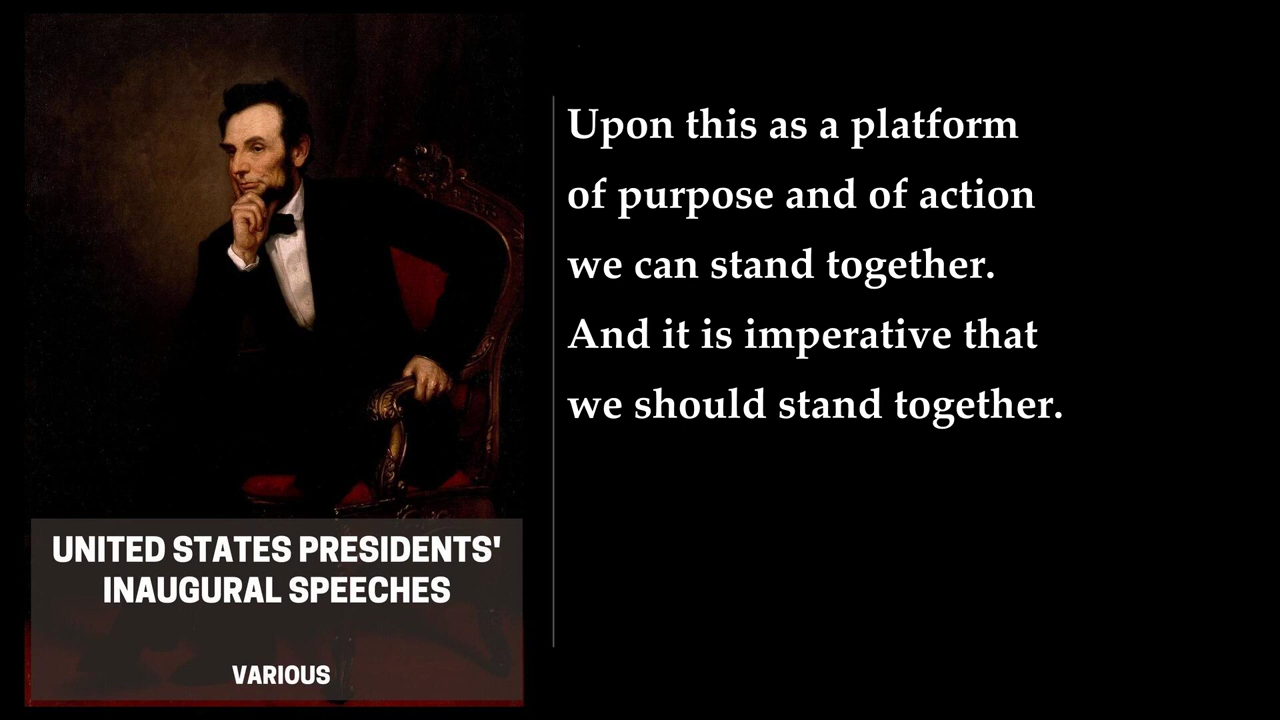 Upon this as a platform
of purpose and of action
we can stand together.
And it is imperative that
we should stand together.
UNITED STATES PRESIDENTS'
INAUGURAL SPEECHES
VARIOUS